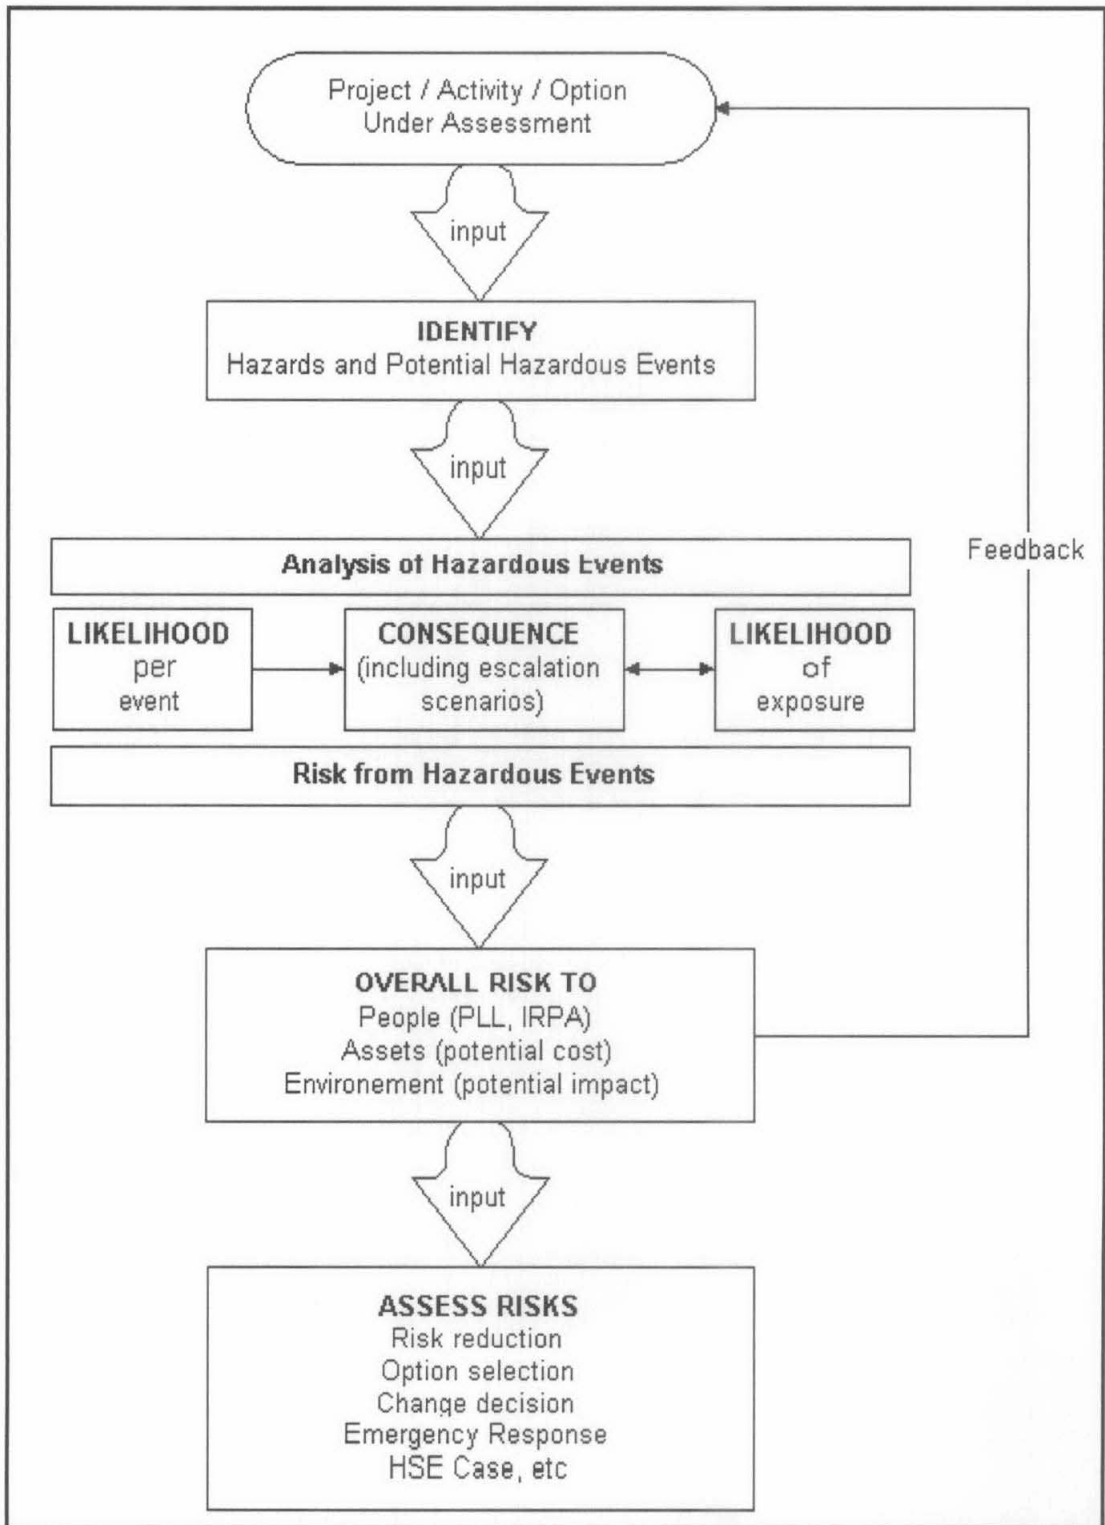 Project / Activity / Option
Under Assessment
input
IDENTIFY
Hazards and Potential Hazardous Events
input
Feedback
Analysis of Hazardous Events
LIKELIHOOD
per
event
CONSEQUENCE
(including escalation
scenarios)
LIKELIHOOD
of
exposure
Risk from Hazardous Events
input
OVERALL RISK TO
People (PLL, IRPA)
Assets (potential cost)
Environement (potential impact)
input
ASSESS RISKS
Risk reduction
Option selection
Change decision
Emergency Response
HSE Case, etc